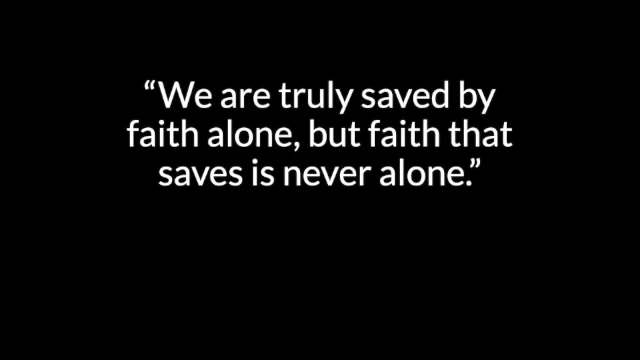 “We are truly saved by
faith alone, but faith that
saves is never alone.”